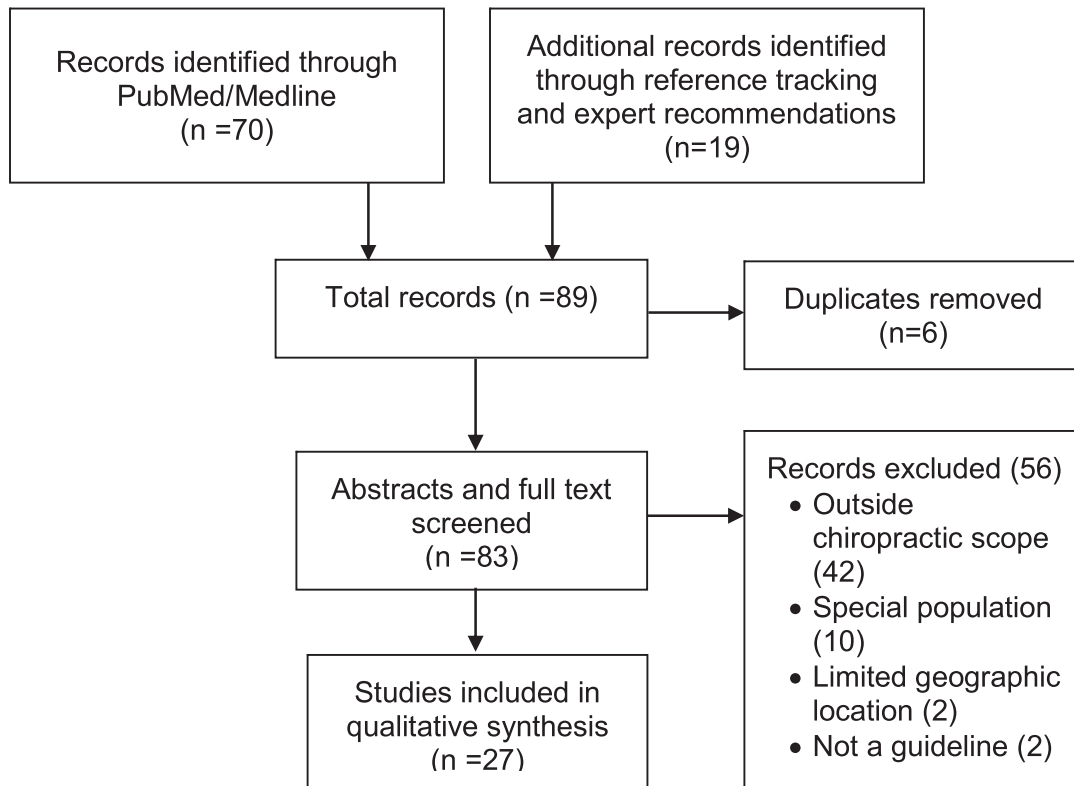 Records identified through
PubMed/Medline
(n =70)
Additional records identified
through reference tracking
and expert recommendations
(n=19)
Total records (n =89)
Duplicates removed
(n=6)
Abstracts and full text
screened
(n =83)
Records excluded (56)
• Outside
chiropractic scope
(42)
• Special population
(10)
• Limited geographic
location (2)
• Not a guideline (2)
Studies included in
qualitative synthesis
(n =27)